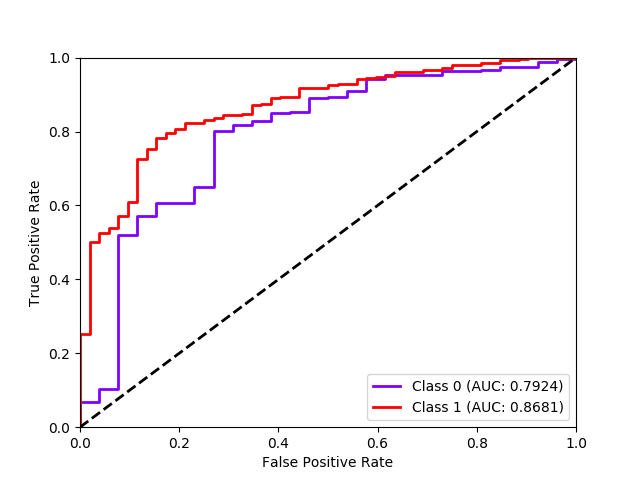 1.0
0.8
0.6
0.4
0.2
0.0
True Positive Rate
0.0 0.2 0.4 0.6 0.8 1.0
False Positive Rate
Class 0 (AUC: 0.7924)
Class 1 (AUC: 0.8681)